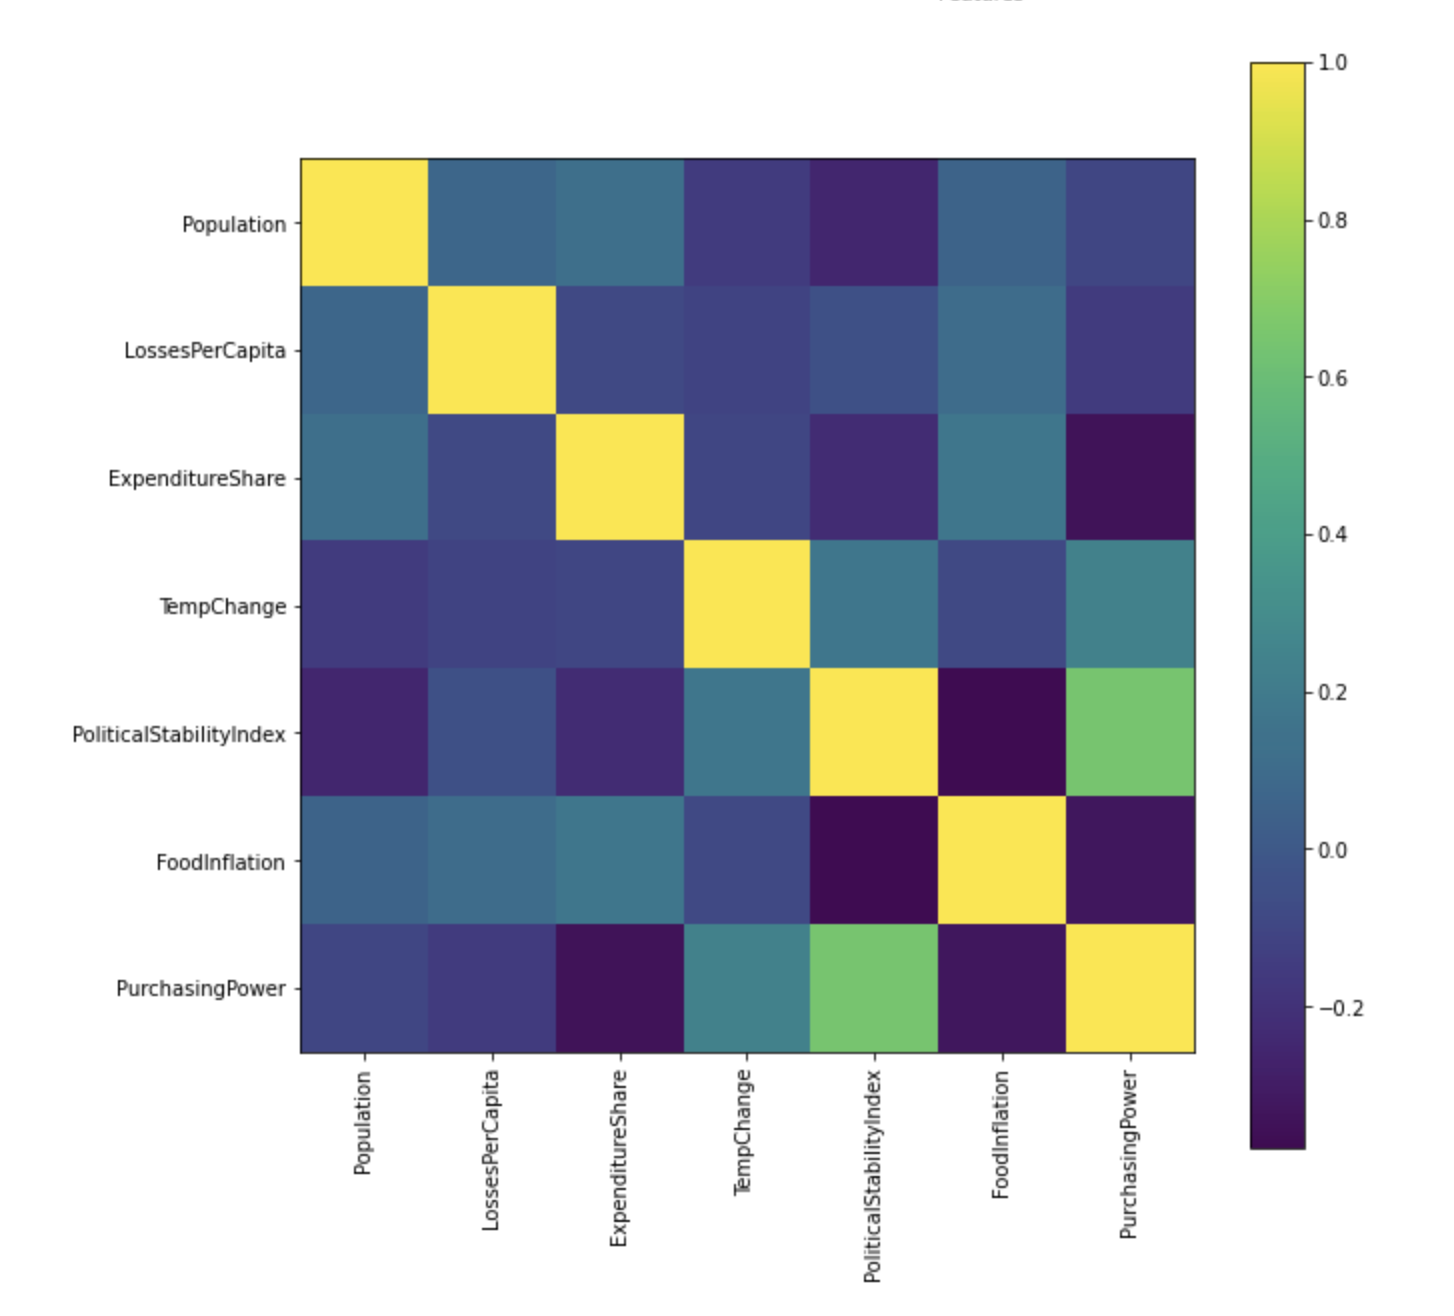 1.0
Population
0.8
LossesPerCapita
0.6
ExpenditureShare
0.4
TempChange
0.2
PoliticalStabilityIndex
0.0
FoodInflation
PurchasingPower
−0.2
Population
LossesPerCapita
ExpenditureShare
TempChange
PoliticalStabilityIndex
FoodInflation
PurchasingPower